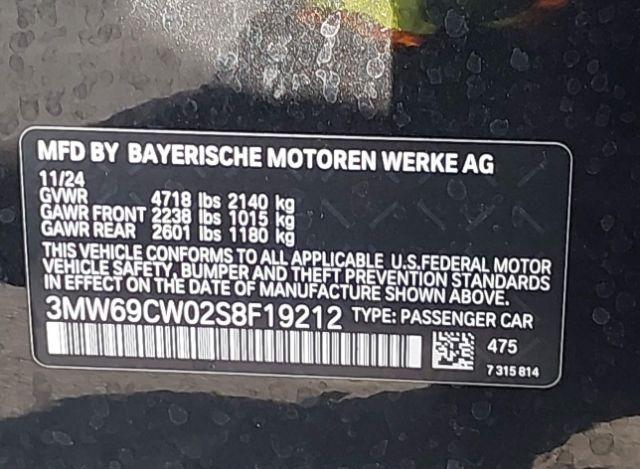 MFD BY BAYERISCHE MOTOREN WERKE AG
11/24
GVWR 4718 lbs 2140 kg
GAWR FRONT 2238 lbs 1015 kg
GAWR REAR 2601 lbs 1180 kg
THIS VEHICLE CONFORMS TO ALL APPLICABLE U.S.FEDERAL MOTOR
VEHICLE SAFETY, BUMPER AND THEFT PREVENTION STANDARDS
IN EFFECT ON THE DATE OF MANUFACTURE SHOWN ABOVE.
3MW69CW02S8F19212 TYPE: PASSENGER CAR
475
7 315 814